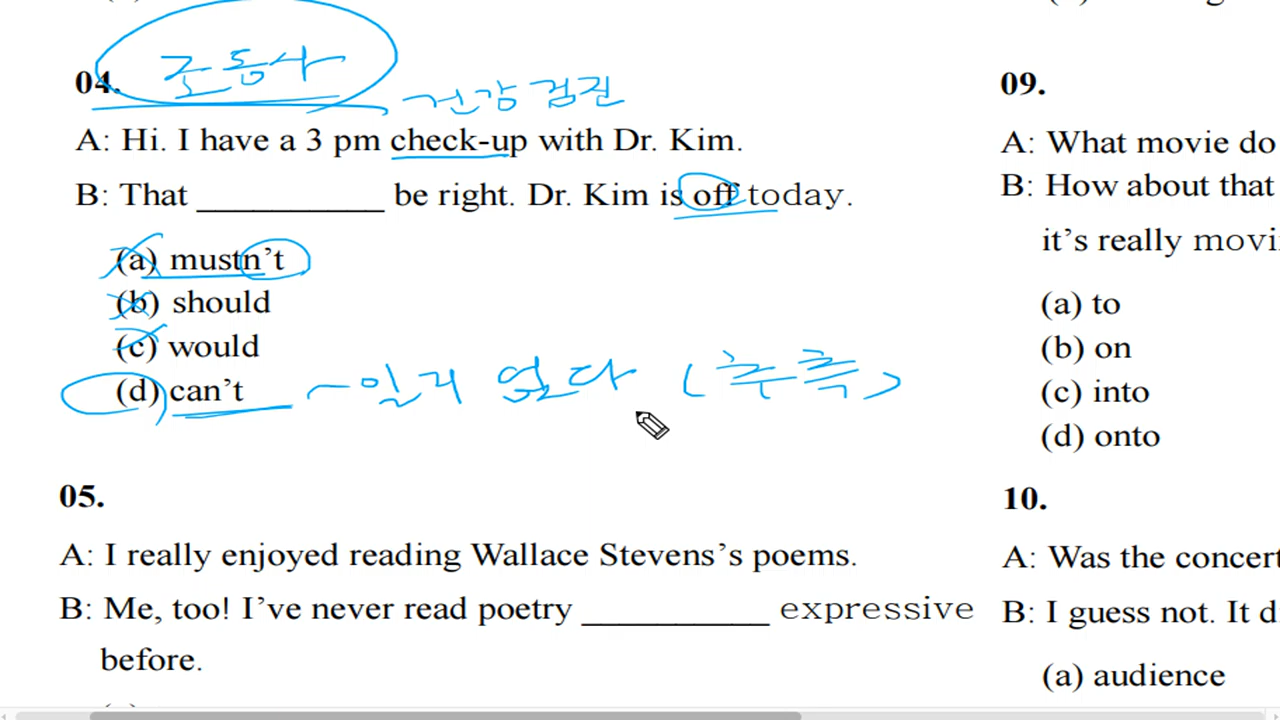 조동사
04.
건강검진
A: Hi. I have a 3 pm check-up with Dr. Kim.
B: That __________ be right. Dr. Kim is off today.
(a) mustn't
(b) should
(c) would
(d) can't ~일리 없다 (추측)
05.
A: I really enjoyed reading Wallace Stevens's poems.
B: Me, too! I've never read poetry __________ expressive
before.
09.
A: What movie do
B: How about that
it's really movi
(a) to
(b) on
(c) into
(d) onto
10.
A: Was the concert
B: I guess not. It d
(a) audience